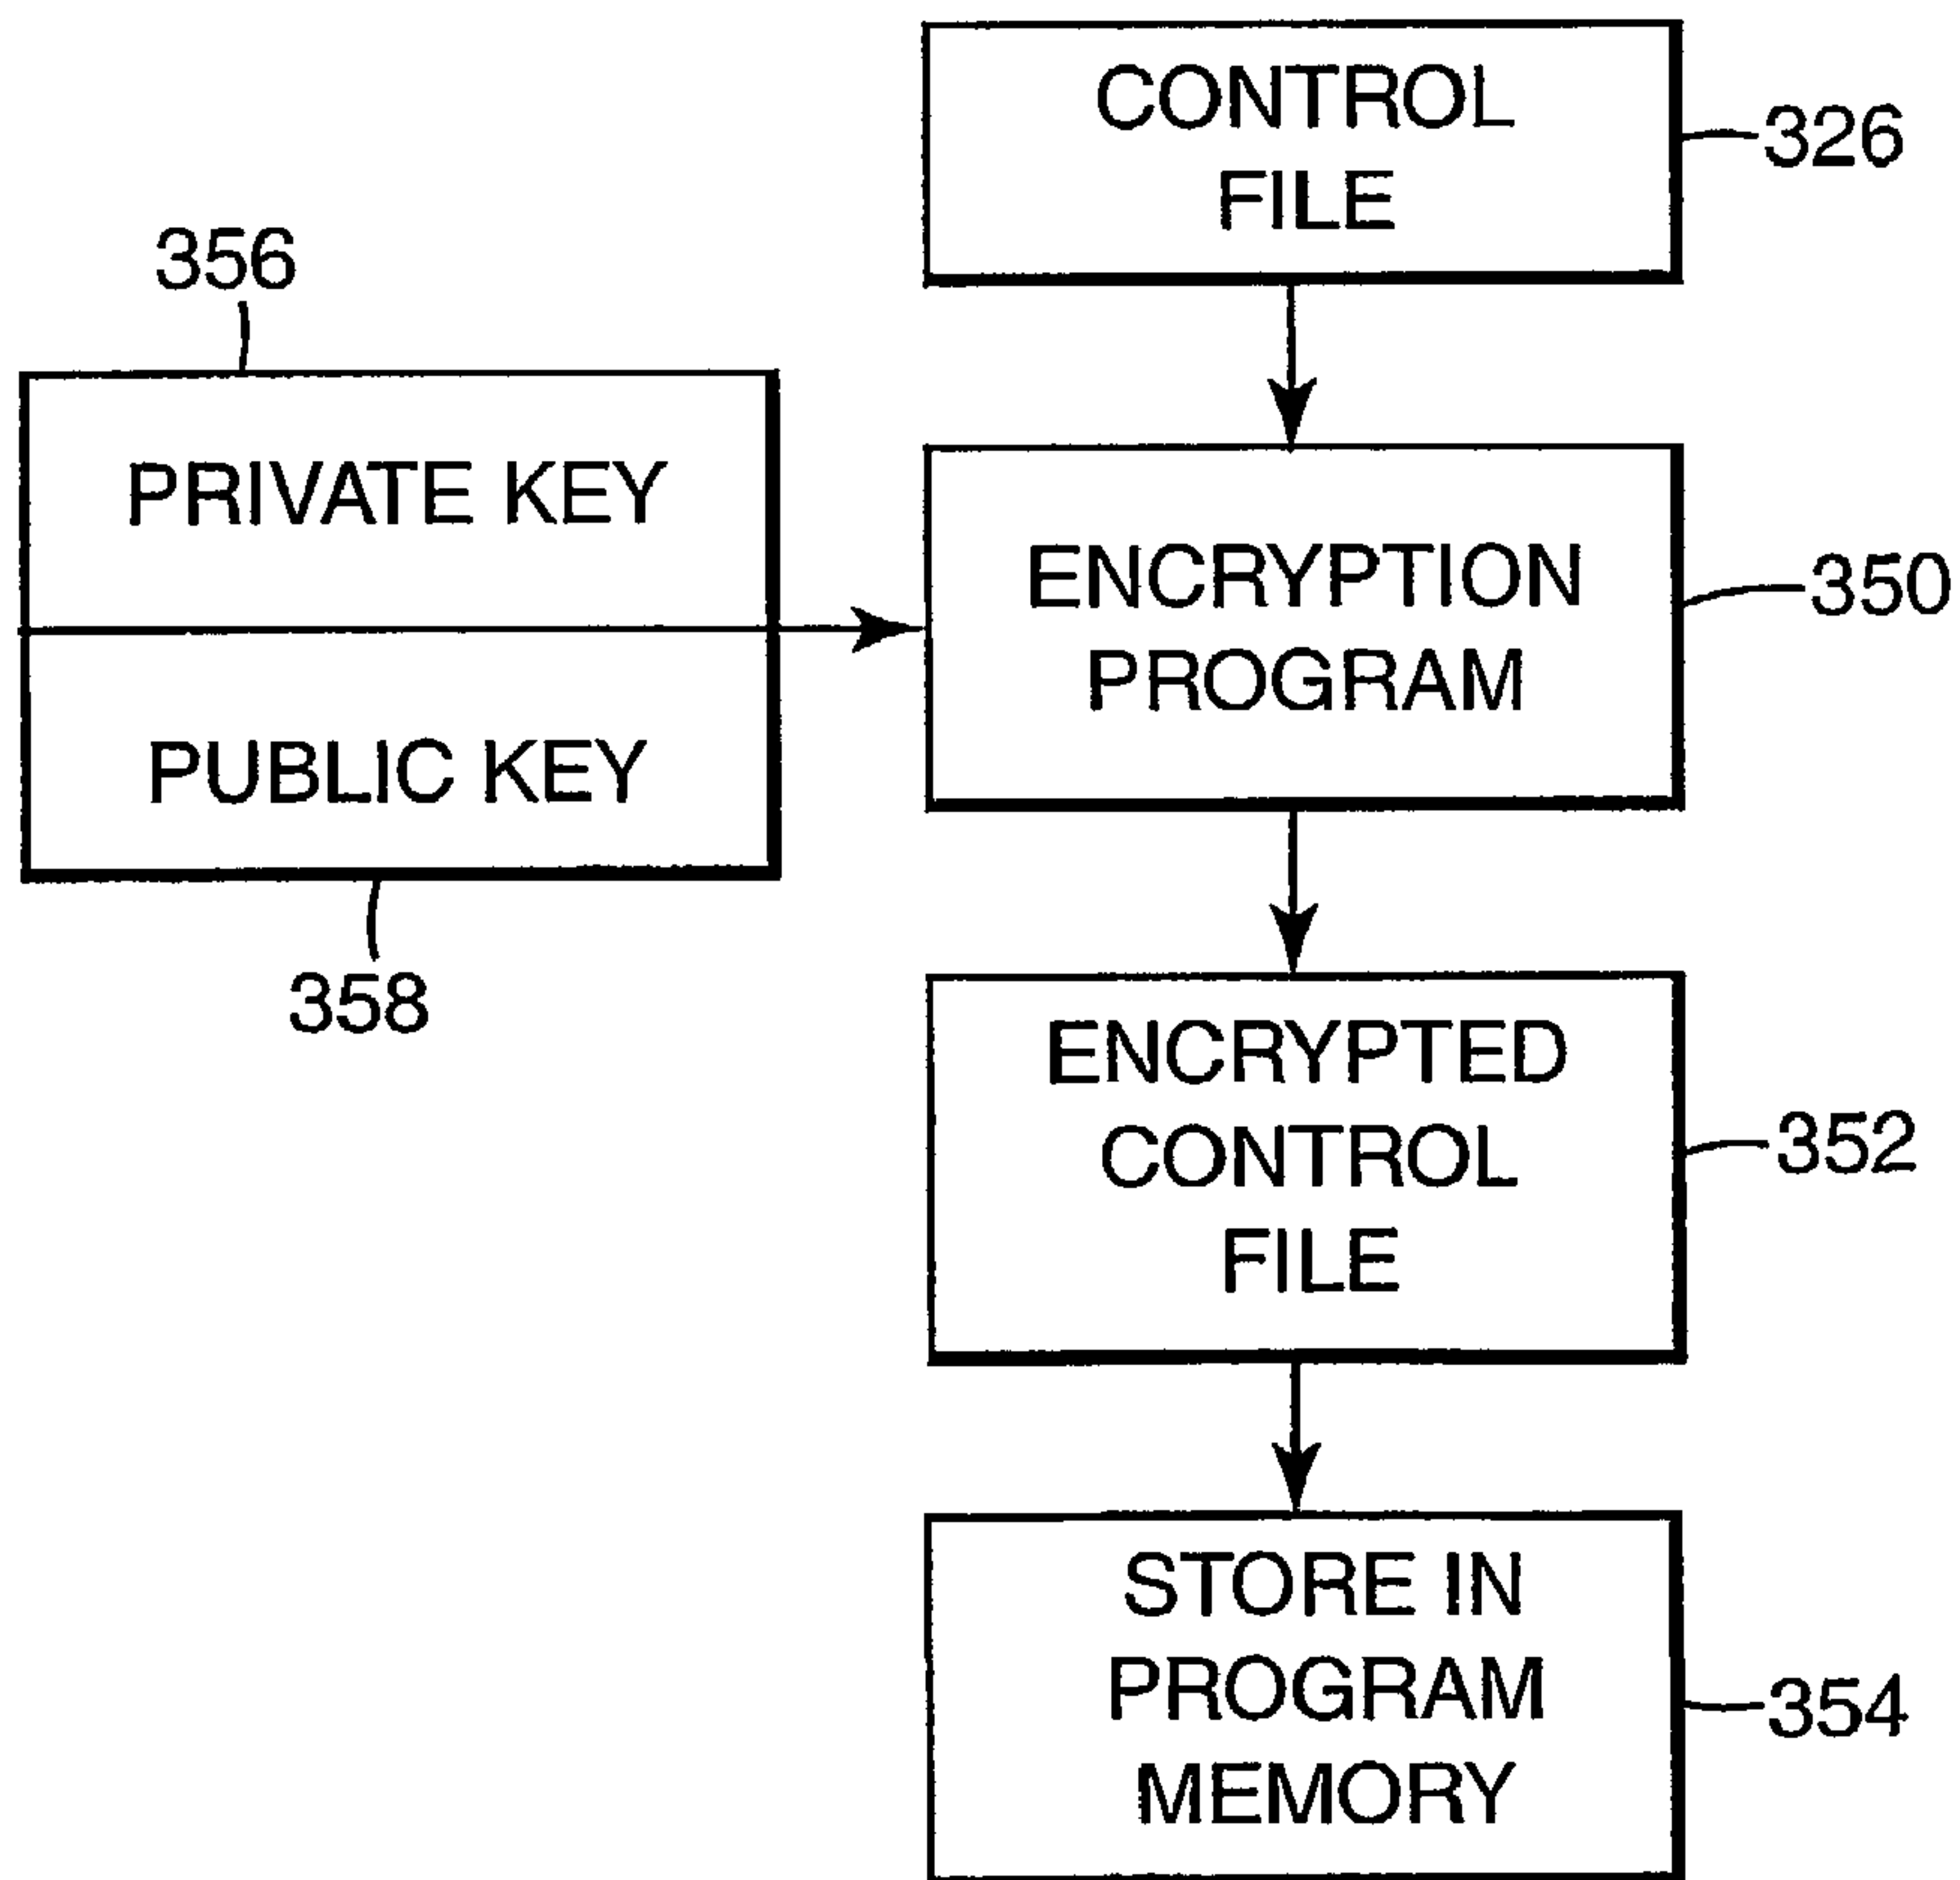 CONTROL
FILE
326
356
PRIVATE KEY
PUBLIC KEY
358
ENCRYPTION
PROGRAM
350
ENCRYPTED
CONTROL
FILE
352
STORE IN
PROGRAM
MEMORY
354